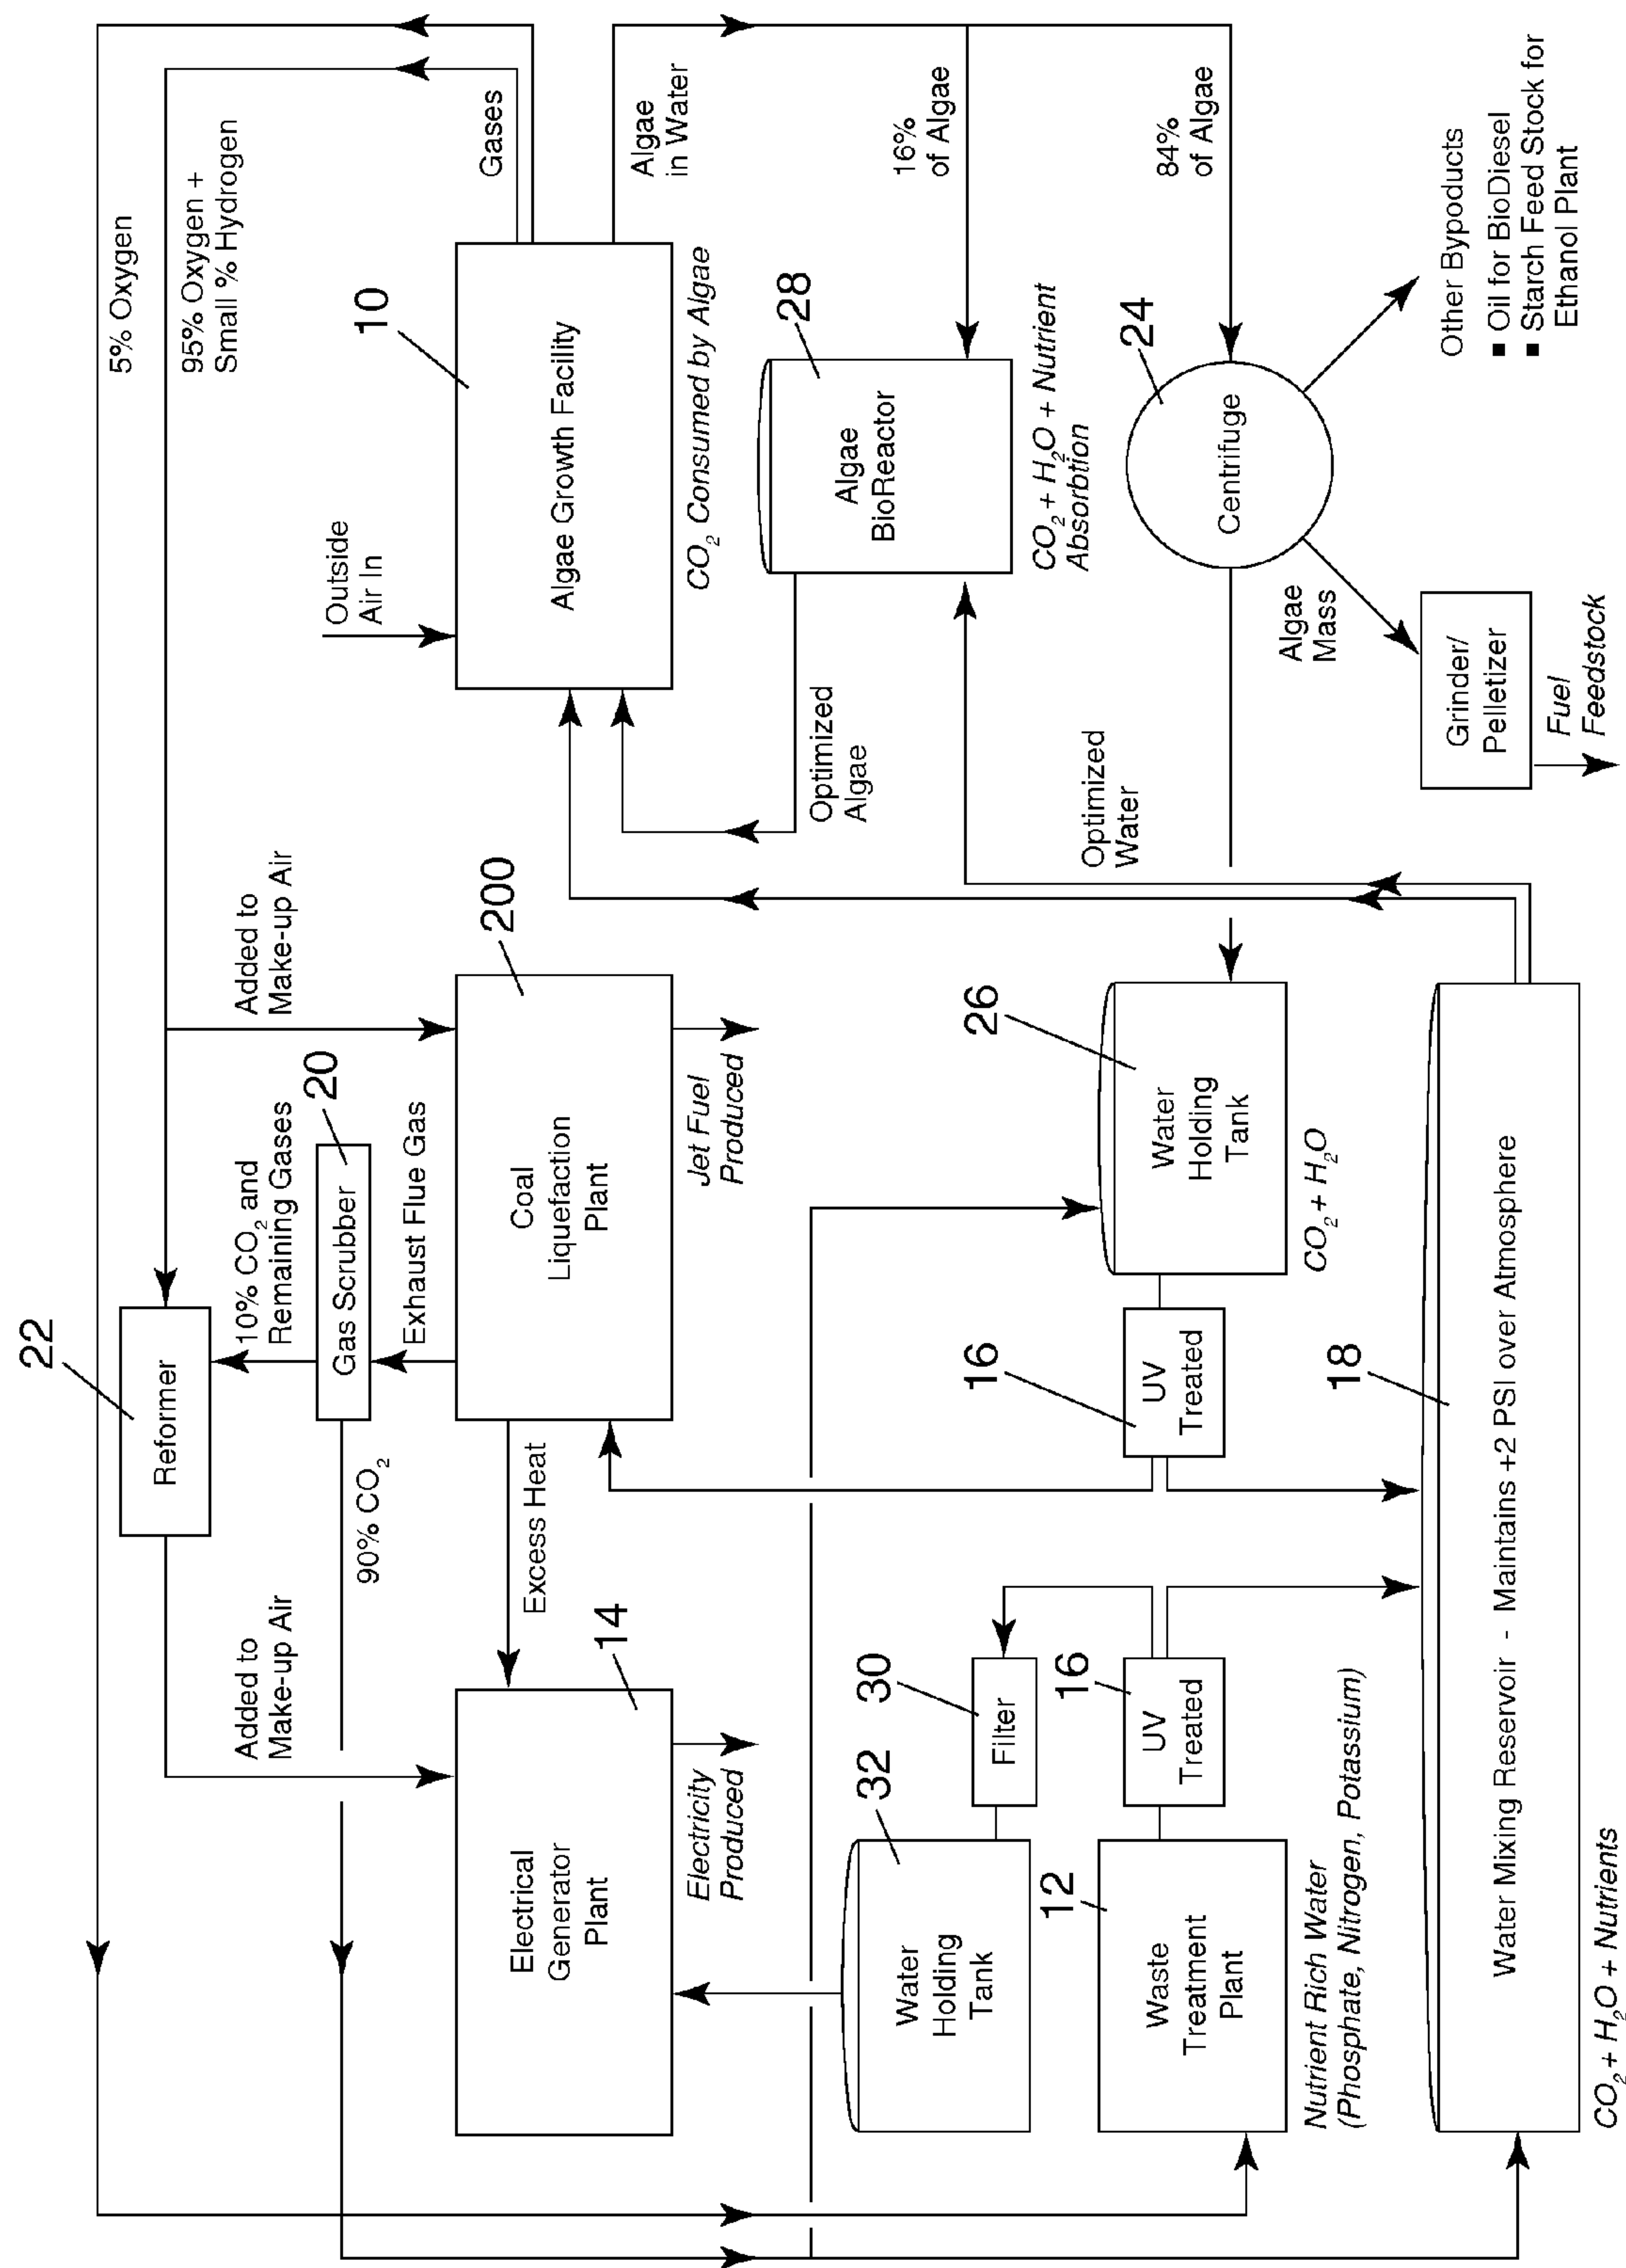 5% Oxygen
95% Oxygen +
Small % Hydrogen
Gases
22
Reformer
Added to
Make-up Air
10% CO₂ and
Remaining Gases
Added to
Make-up Air
20
Gas Scrubber
90% CO₂
Exhaust Flue Gas
Outside
Air In
10
Algae Growth Facility
CO₂ Consumed by Algae
Algae
in Water
14
Electrical
Generator
Plant
Electricity
Produced
Excess Heat
200
Coal
Liquefaction
Plant
Jet Fuel
Produced
Optimized
Algae
28
Algae
BioReactor
CO₂ + H₂O + Nutrient
Absorbtion
16%
of Algae
32
Water
Holding
Tank
30
Filter
12
Waste
Treatment
Plant
16
UV
Treated
Nutrient Rich Water
(Phosphate, Nitrogen, Potassium)
16
UV
Treated
26
Water
Holding
Tank
CO₂ + H₂O
Optimized
Water
24
Centrifuge
84%
of Algae
Algae
Mass
Grinder/
Pelletizer
Fuel
Feedstock
Other Bypoducts
■ Oil for BioDiesel
■ Starch Feed Stock for
Ethanol Plant
18
Water Mixing Reservoir - Maintains +2 PSI over Atmosphere
CO₂ + H₂O + Nutrients